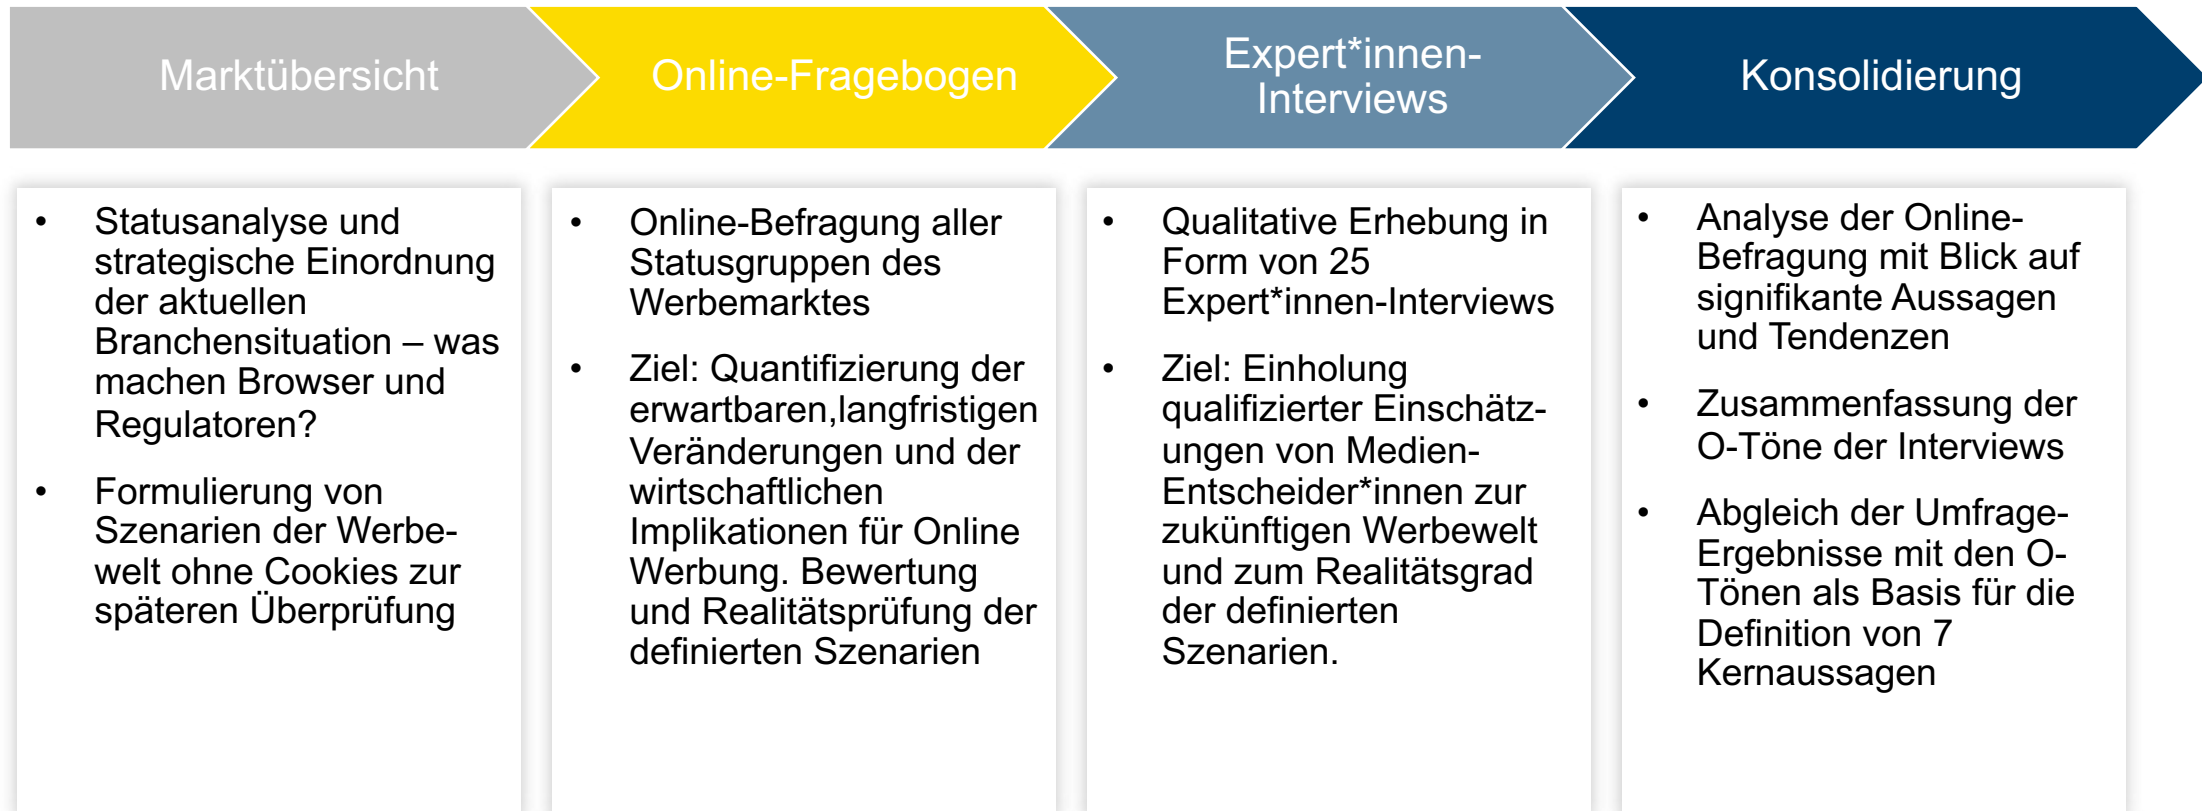 Marktübersicht
Online-Fragebogen
Expert*innen-
Interviews
Konsolidierung
• Statusanalyse und
strategische Einordnung
der aktuellen
Branchensituation – was
machen Browser und
Regulatoren?
• Formulierung von
Szenarien der Werbe-
welt ohne Cookies zur
späteren Überprüfung
• Online-Befragung aller
Statusgruppen des
Werbemarktes
• Ziel: Quantifizierung der
erwartbaren,langfristigen
Veränderungen und der
wirtschaftlichen
Implikationen für Online
Werbung. Bewertung
und Realitätsprüfung der
definierten Szenarien
• Qualitative Erhebung in
Form von 25
Expert*innen-Interviews
• Ziel: Einholung
qualifizierter Einschätz-
ungen von Medien-
Entscheider*innen zur
zukünftigen Werbewelt
und zum Realitätsgrad
der definierten
Szenarien.
• Analyse der Online-
Befragung mit Blick auf
signifikante Aussagen
und Tendenzen
• Zusammenfassung der
O-Töne der Interviews
• Abgleich der Umfrage-
Ergebnisse mit den O-
Tönen als Basis für die
Definition von 7
Kernaussagen